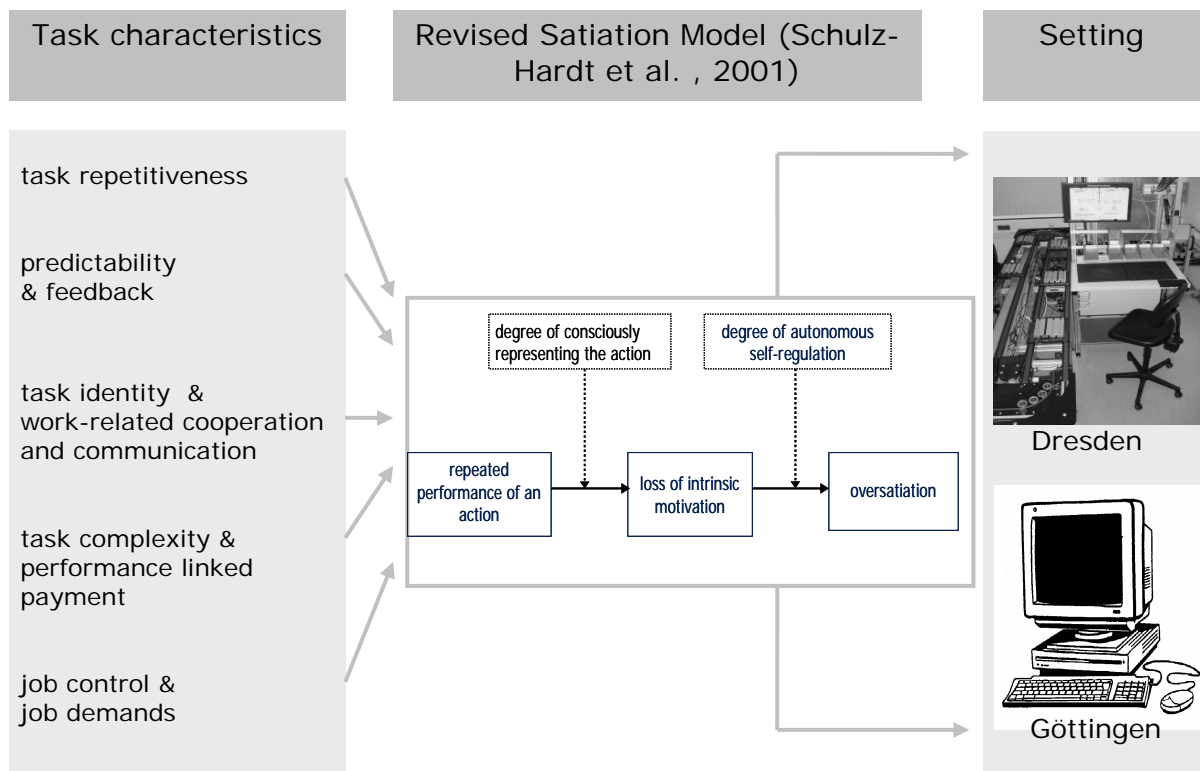 Task characteristics
Revised Satiation Model (Schulz-
Hardt et al. , 2001)
Setting
task repetitiveness
predictability
& feedback
task identity &
work-related cooperation
and communication
task complexity &
performance linked
payment
job control &
job demands
degree of consciously
representing the action
degree of autonomous
self-regulation
repeated
performance of an
action
loss of intrinsic
motivation
oversatiation
Dresden
Göttingen